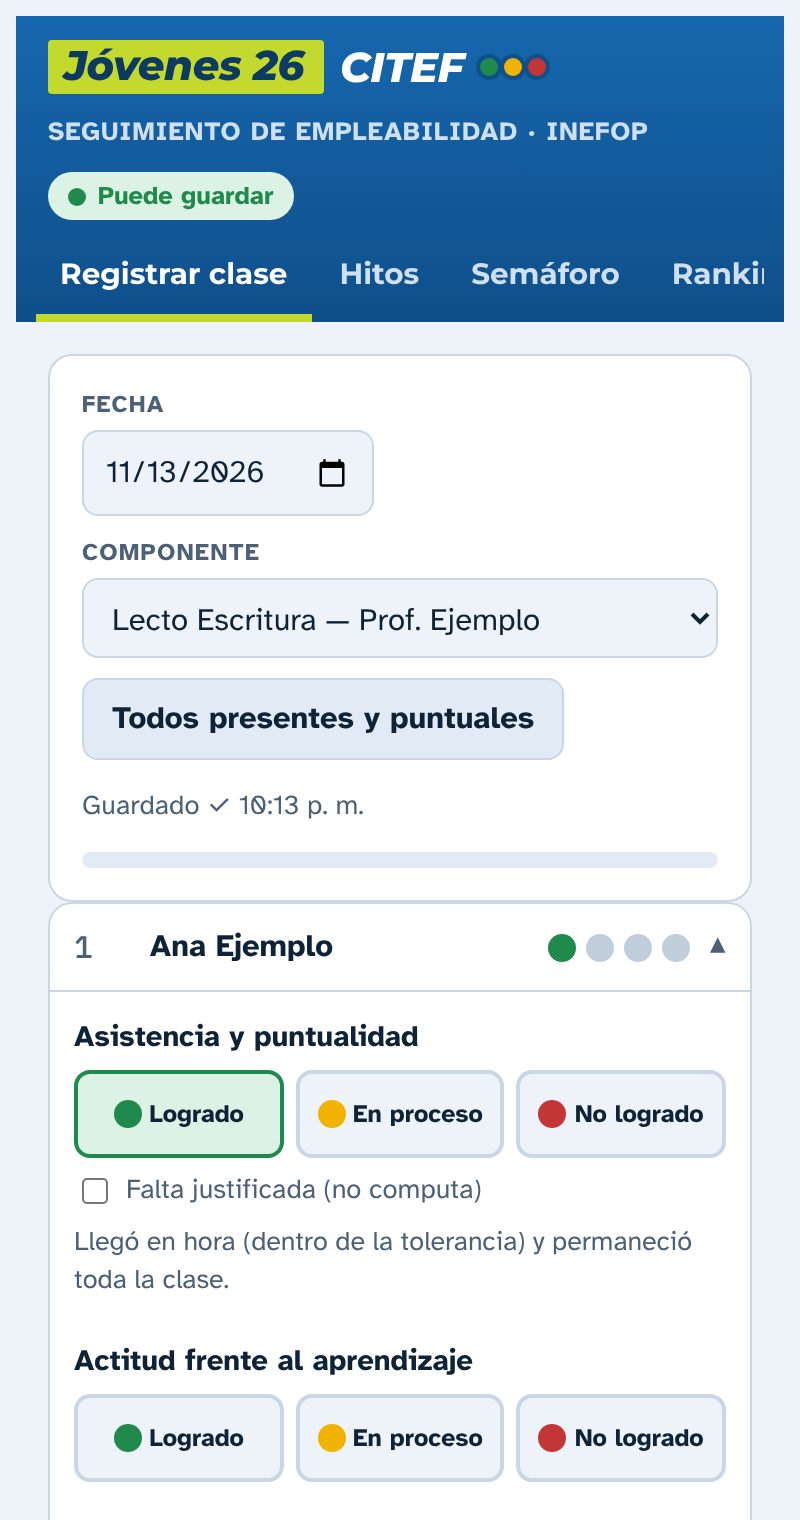 Jóvenes 26 CITEF
SEGUIMIENTO DE EMPLEABILIDAD · INEFOP
Puede guardar
Registrar clase Hitos Semáforo
FECHA
11/13/2026
COMPONENTE
Lecto Escritura — Prof. Ejemplo
Todos presentes y puntuales
Guardado ✓ 10:13 p. m.
1 Ana Ejemplo ▲
Asistencia y puntualidad
Logrado En proceso No logrado
Falta justificada (no computa)
Llegó en hora (dentro de la tolerancia) y permaneció
toda la clase.
Actitud frente al aprendizaje
Logrado En proceso No logrado